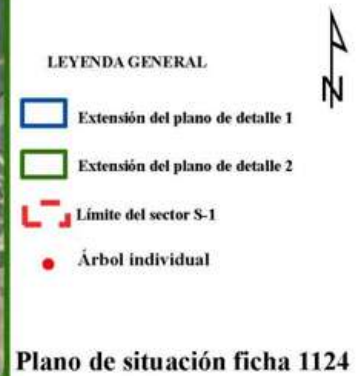 N
LEYENDA GENERAL
Extensión del plano de detalle 1
Extensión del plano de detalle 2
Límite del sector S-1
Árbol individual
Plano de situación ficha 1124